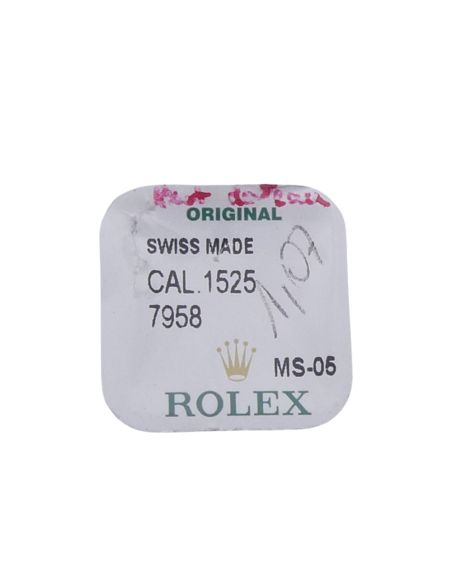 ORIGINAL
SWISS MADE
CAL.1525
7958
MS-05
ROLEX